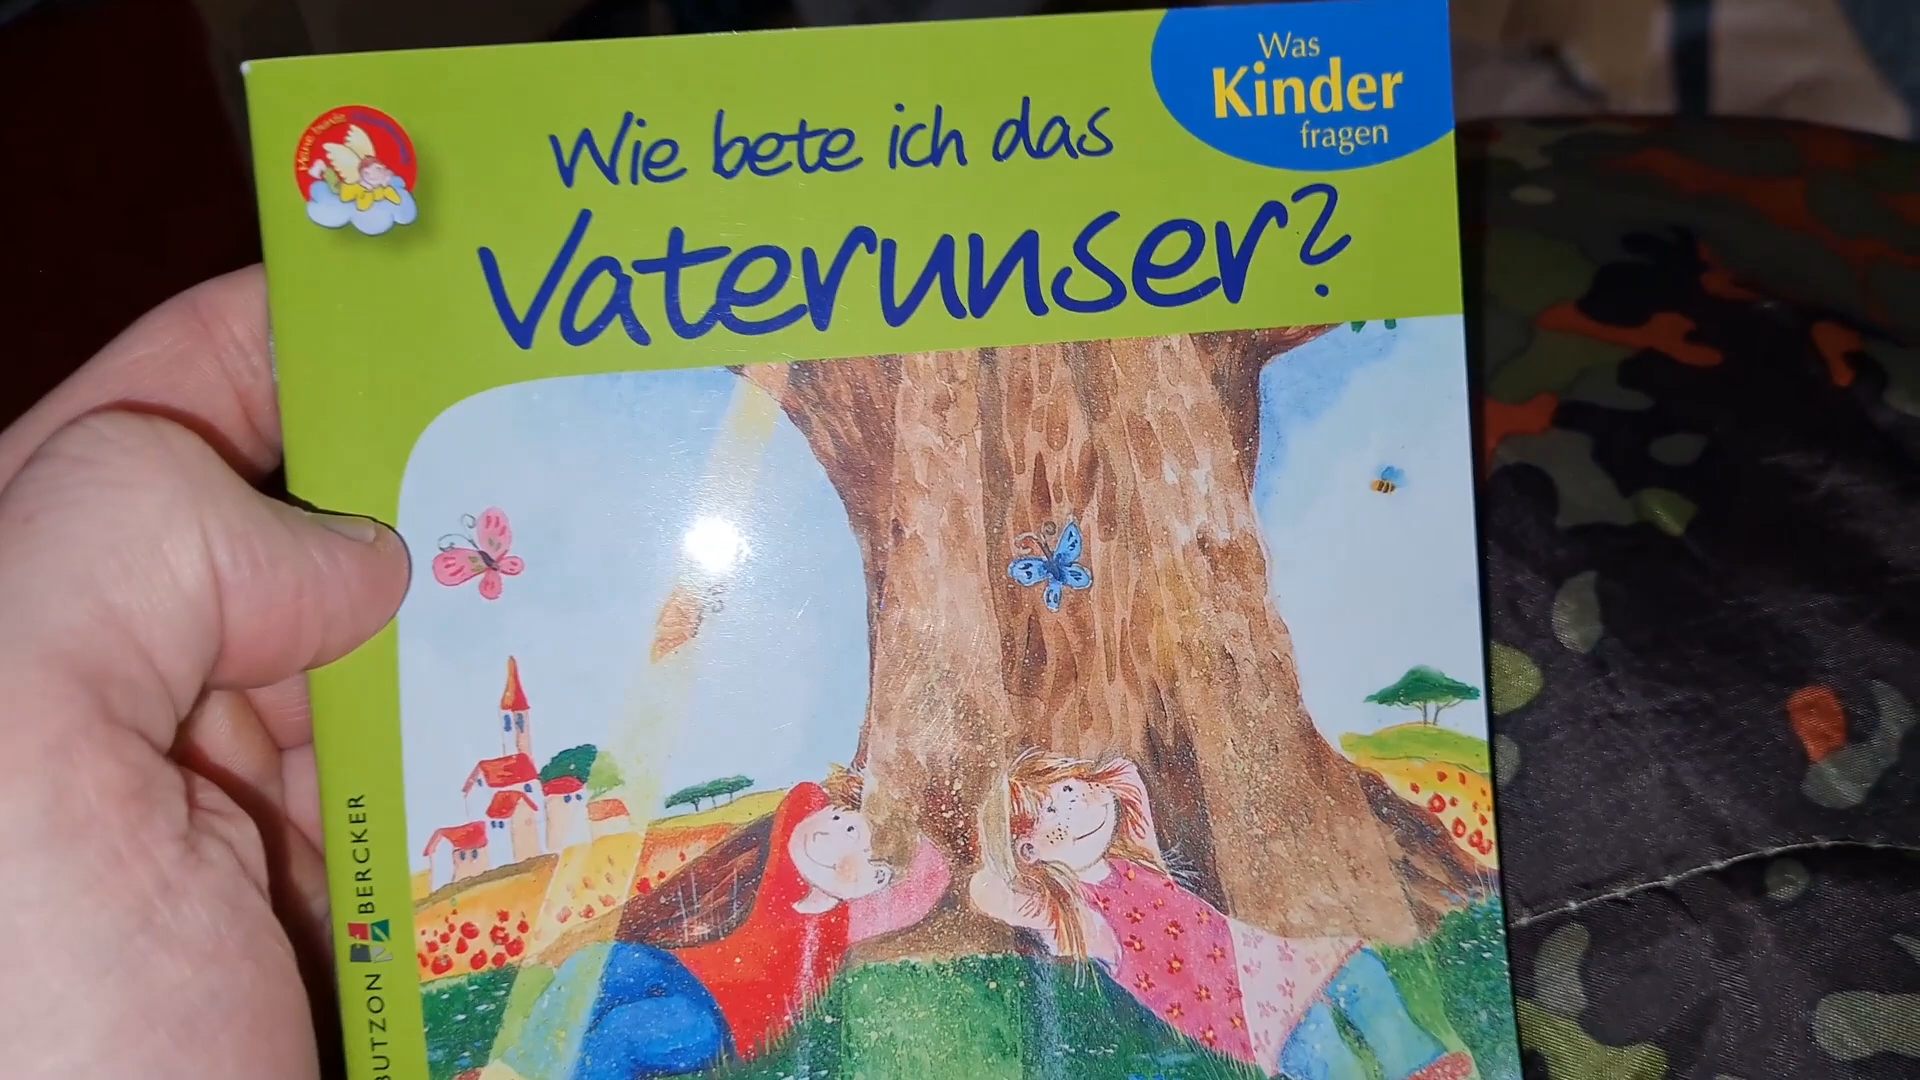 Was
Kinder
fragen
Wie bete ich das
Vaterunser?
BUTZON BERCKER